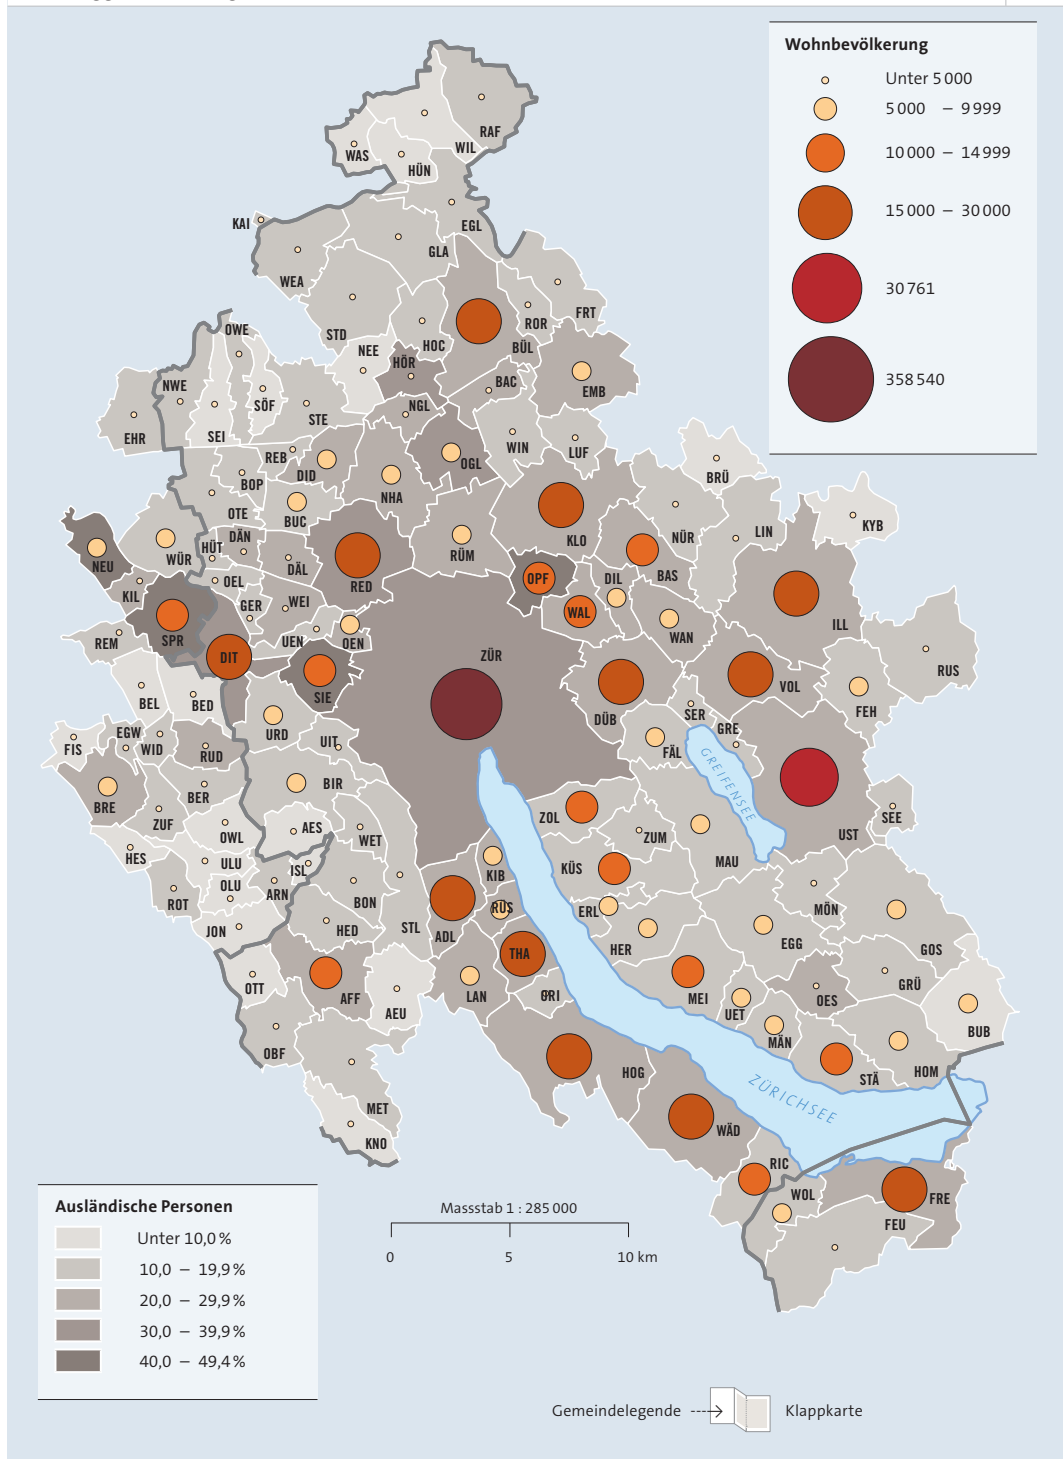 Wohnbevölkerung
Unter 5 000
5 000 – 9 999
10 000 – 14 999
15 000 – 30 000
30 761
358 540
RAF
WIL
WAS
HÜN
KAI
EGL
GLA
WEA
FRT
ROR
STD
OWE
HOC
BÜL
NEE
HÖR
NWE
BAC
EMB
SÖF
NGL
STE
EHR
SEI
WIN
LUF
REB
DID
OGL
BRÜ
BOP
NHA
OTE
BUC
KYB
LIN
NÜR
KLO
DÄN
HÜT
WÜR
RÜM
NEU
DÄL
RED
OPF
DIL
BAS
OEL
KIL
GER
WEI
WAL
ILL
SPR
REM
UEN
OEN
WAN
DIT
ZÜR
RUS
SIE
VOL
BEL
BED
DÜB
SER
FEH
URD
GRE
EGW
UIT
FIS
WID
RUD
FÄL
GREIFENSEE
BIR
BER
BRE
ZOL
SEE
ZUF
AES
OWL
WET
ZUM
UST
HES
ULU
ISL
KIB
KÜS
MAU
OLU
ARN
ROT
BON
RÜS
ERL
MÖN
JON
HED
STL
ADL
HER
EGG
GOS
THA
OTT
AFF
LAN
ORI
MEI
OES
GRÜ
AEU
UET
BUB
MÄN
OBF
HOG
STÄ
HOM
ZÜRICHSEE
MET
WÄD
KNO
RIC
WOL
FRE
FEU
Ausländische Personen
Unter 10,0 %
10,0 – 19,9 %
20,0 – 29,9 %
30,0 – 39,9 %
40,0 – 49,4 %
Massstab 1 : 285 000
0 5 10 km
Gemeindelegende Klappkarte